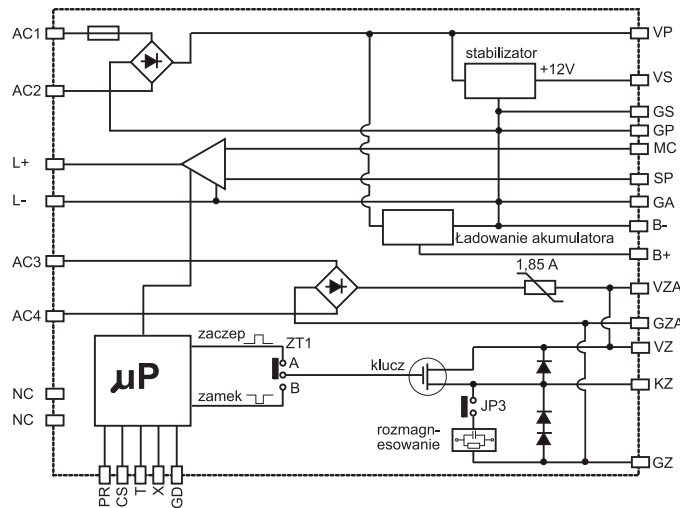 AC1
VP
stabilizator
+12V
VS
AC2
GS
GP
MC
L+
SP
L-
GA
B-
Ładowanie akumulatora
B+
AC3
1,85 A
VZA
AC4
GZA
zaczep
ZT1
VZ
A
klucz
µP
KZ
B
NC
zamek
JP3
NC
rozmagn-
esowanie
GZ
PR
CS
T
X
GD